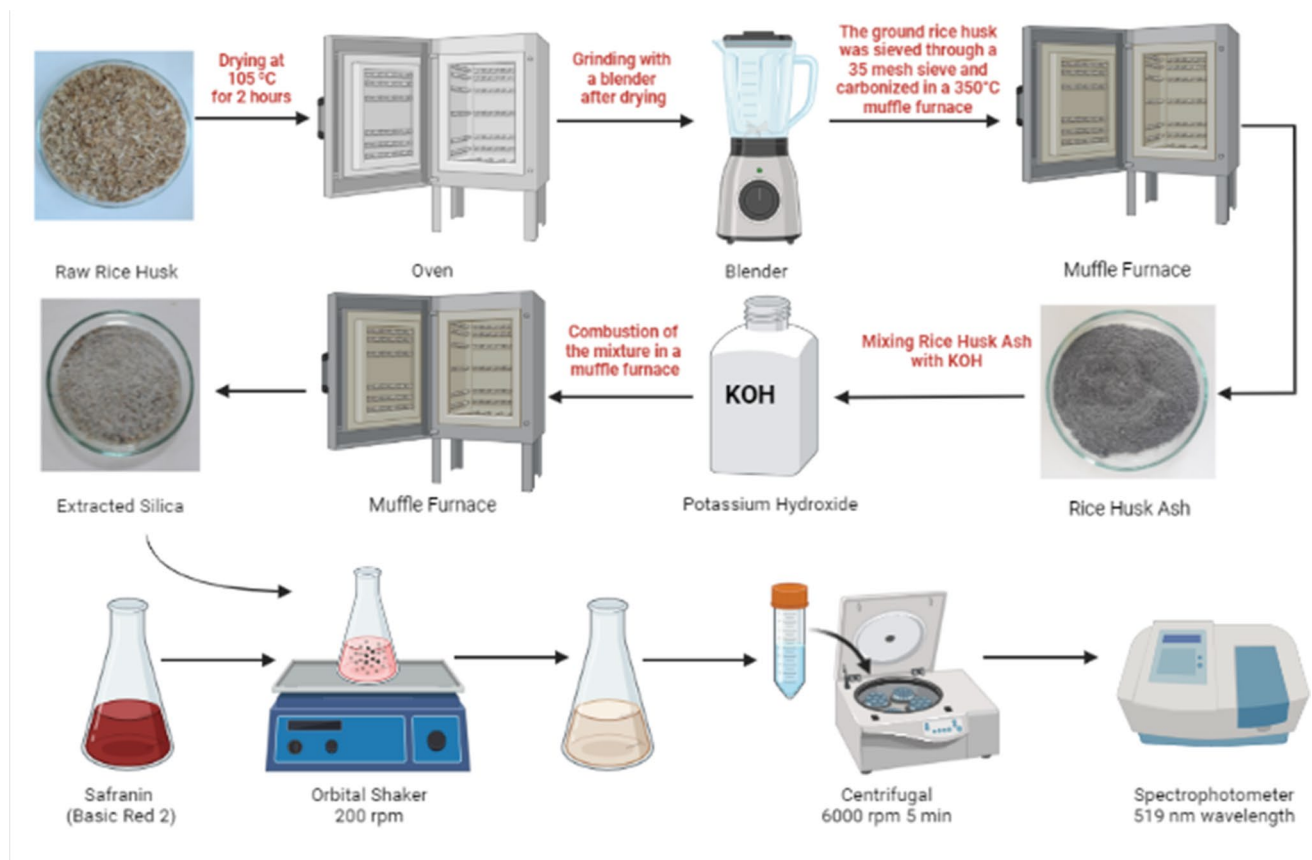 Drying at
105 °C
for 2 hours
Grinding with
a blender
after drying
The ground rice husk
was sieved through a
35 mesh sieve and
carbonized in a 350°C
muffle furnace
Raw Rice Husk
Oven
Blender
Muffle Furnace
Combustion of
the mixture in a
muffle furnace
KOH
Mixing Rice Husk Ash
with KOH
Extracted Silica
Muffle Furnace
Potassium Hydroxide
Rice Husk Ash
Safranin
(Basic Red 2)
Orbital Shaker
200 rpm
Centrifugal
6000 rpm 5 min
Spectrophotometer
519 nm wavelength